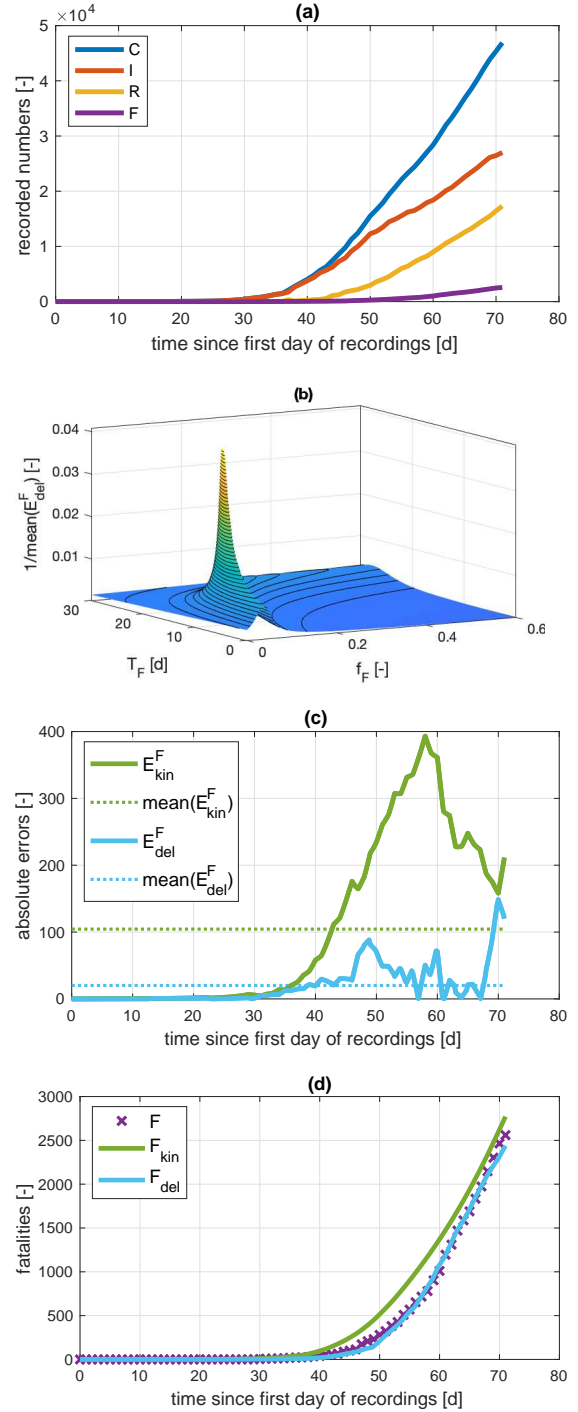 (a)
×10⁴
5
4
3
2
1
0
recorded numbers [-]
C
I
R
F
0 10 20 30 40 50 60 70 80
time since first day of recordings [d]
(b)
0.04
0.03
0.02
0.01
1/mean(E^F_del) [-]
30 20 10 0
T_F [d]
0 0.2 0.4 0.6
f_F [-]
(c)
400
300
200
100
0
absolute errors [-]
E^F_kin
mean(E^F_kin)
E^F_del
mean(E^F_del)
0 10 20 30 40 50 60 70 80
time since first day of recordings [d]
(d)
3000
2500
2000
1500
1000
500
0
fatalities [-]
F
F_kin
F_del
0 10 20 30 40 50 60 70 80
time since first day of recordings [d]